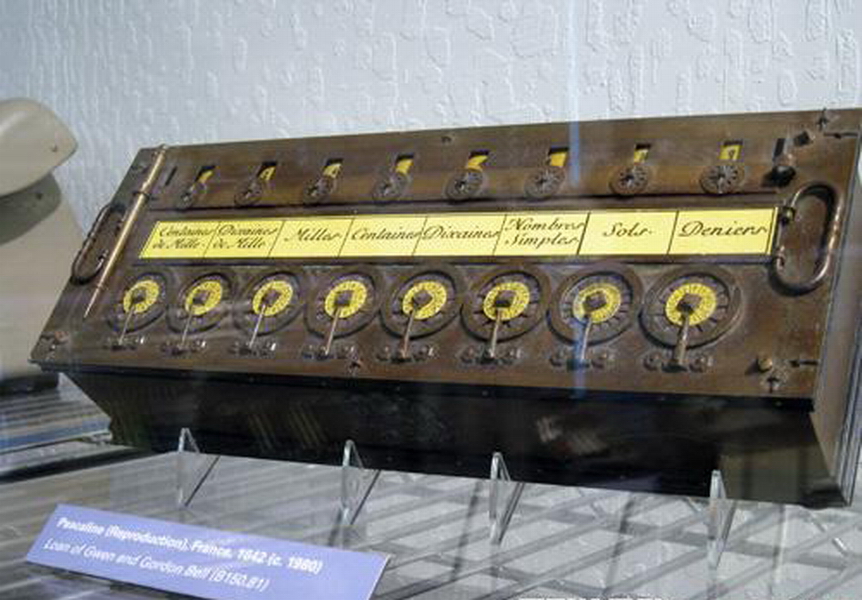 Centaines de Mille
Dixaines de Mille
Milles
Centaines
Dixaines
Nombres Simples
Sols
Deniers
Pascaline (Reproduction), France, 1642 (c. 1980)
Loan of Gwen and Gordon Bell (B150.81)